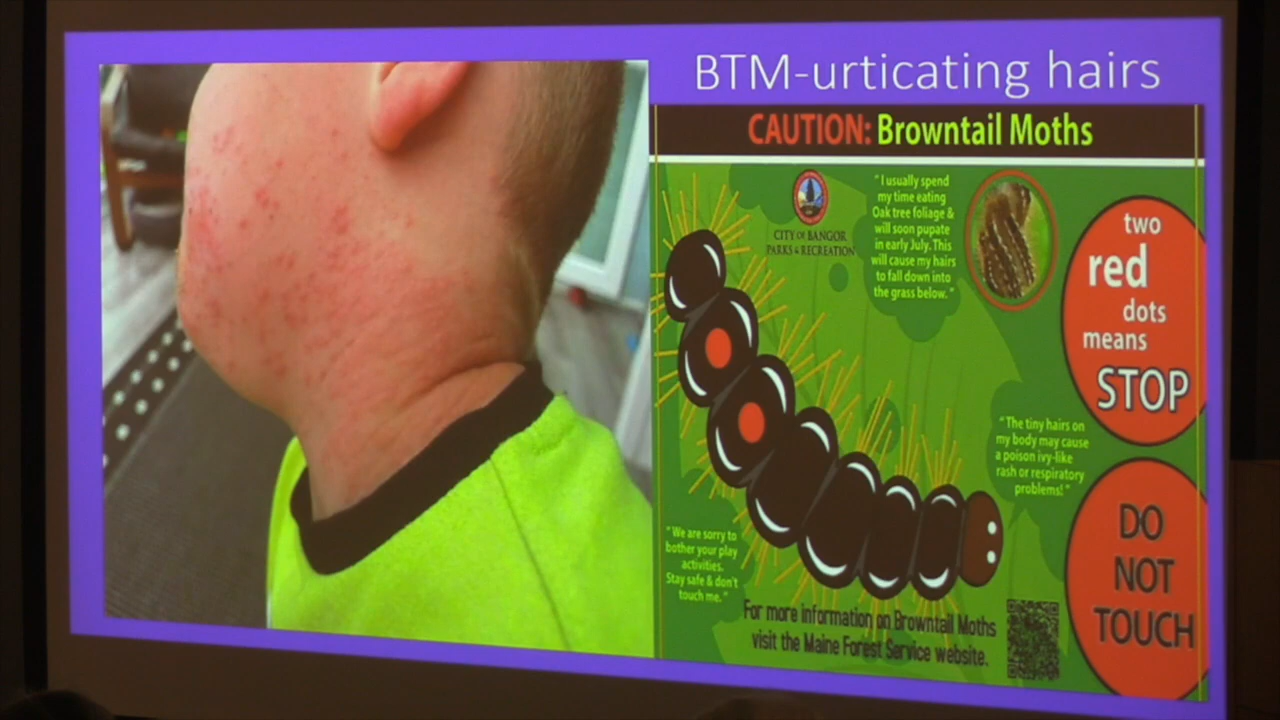 BTM-urticating hairs
CAUTION: Browntail Moths
CITY OF BANGOR
PARKS & RECREATION
"I usually spend
my time eating
Oak tree foliage &
will soon pupate
in early July. This
will cause my hairs
to fall down into
the grass below."
two
red
dots
means
STOP
"The tiny hairs on
my body may cause
a poison ivy-like
rash or respiratory
problems!"
DO
NOT
TOUCH
"We are sorry to
bother your play
activities.
Stay safe & don't
touch me."
For more information on Browntail Moths
visit the Maine Forest Service website.